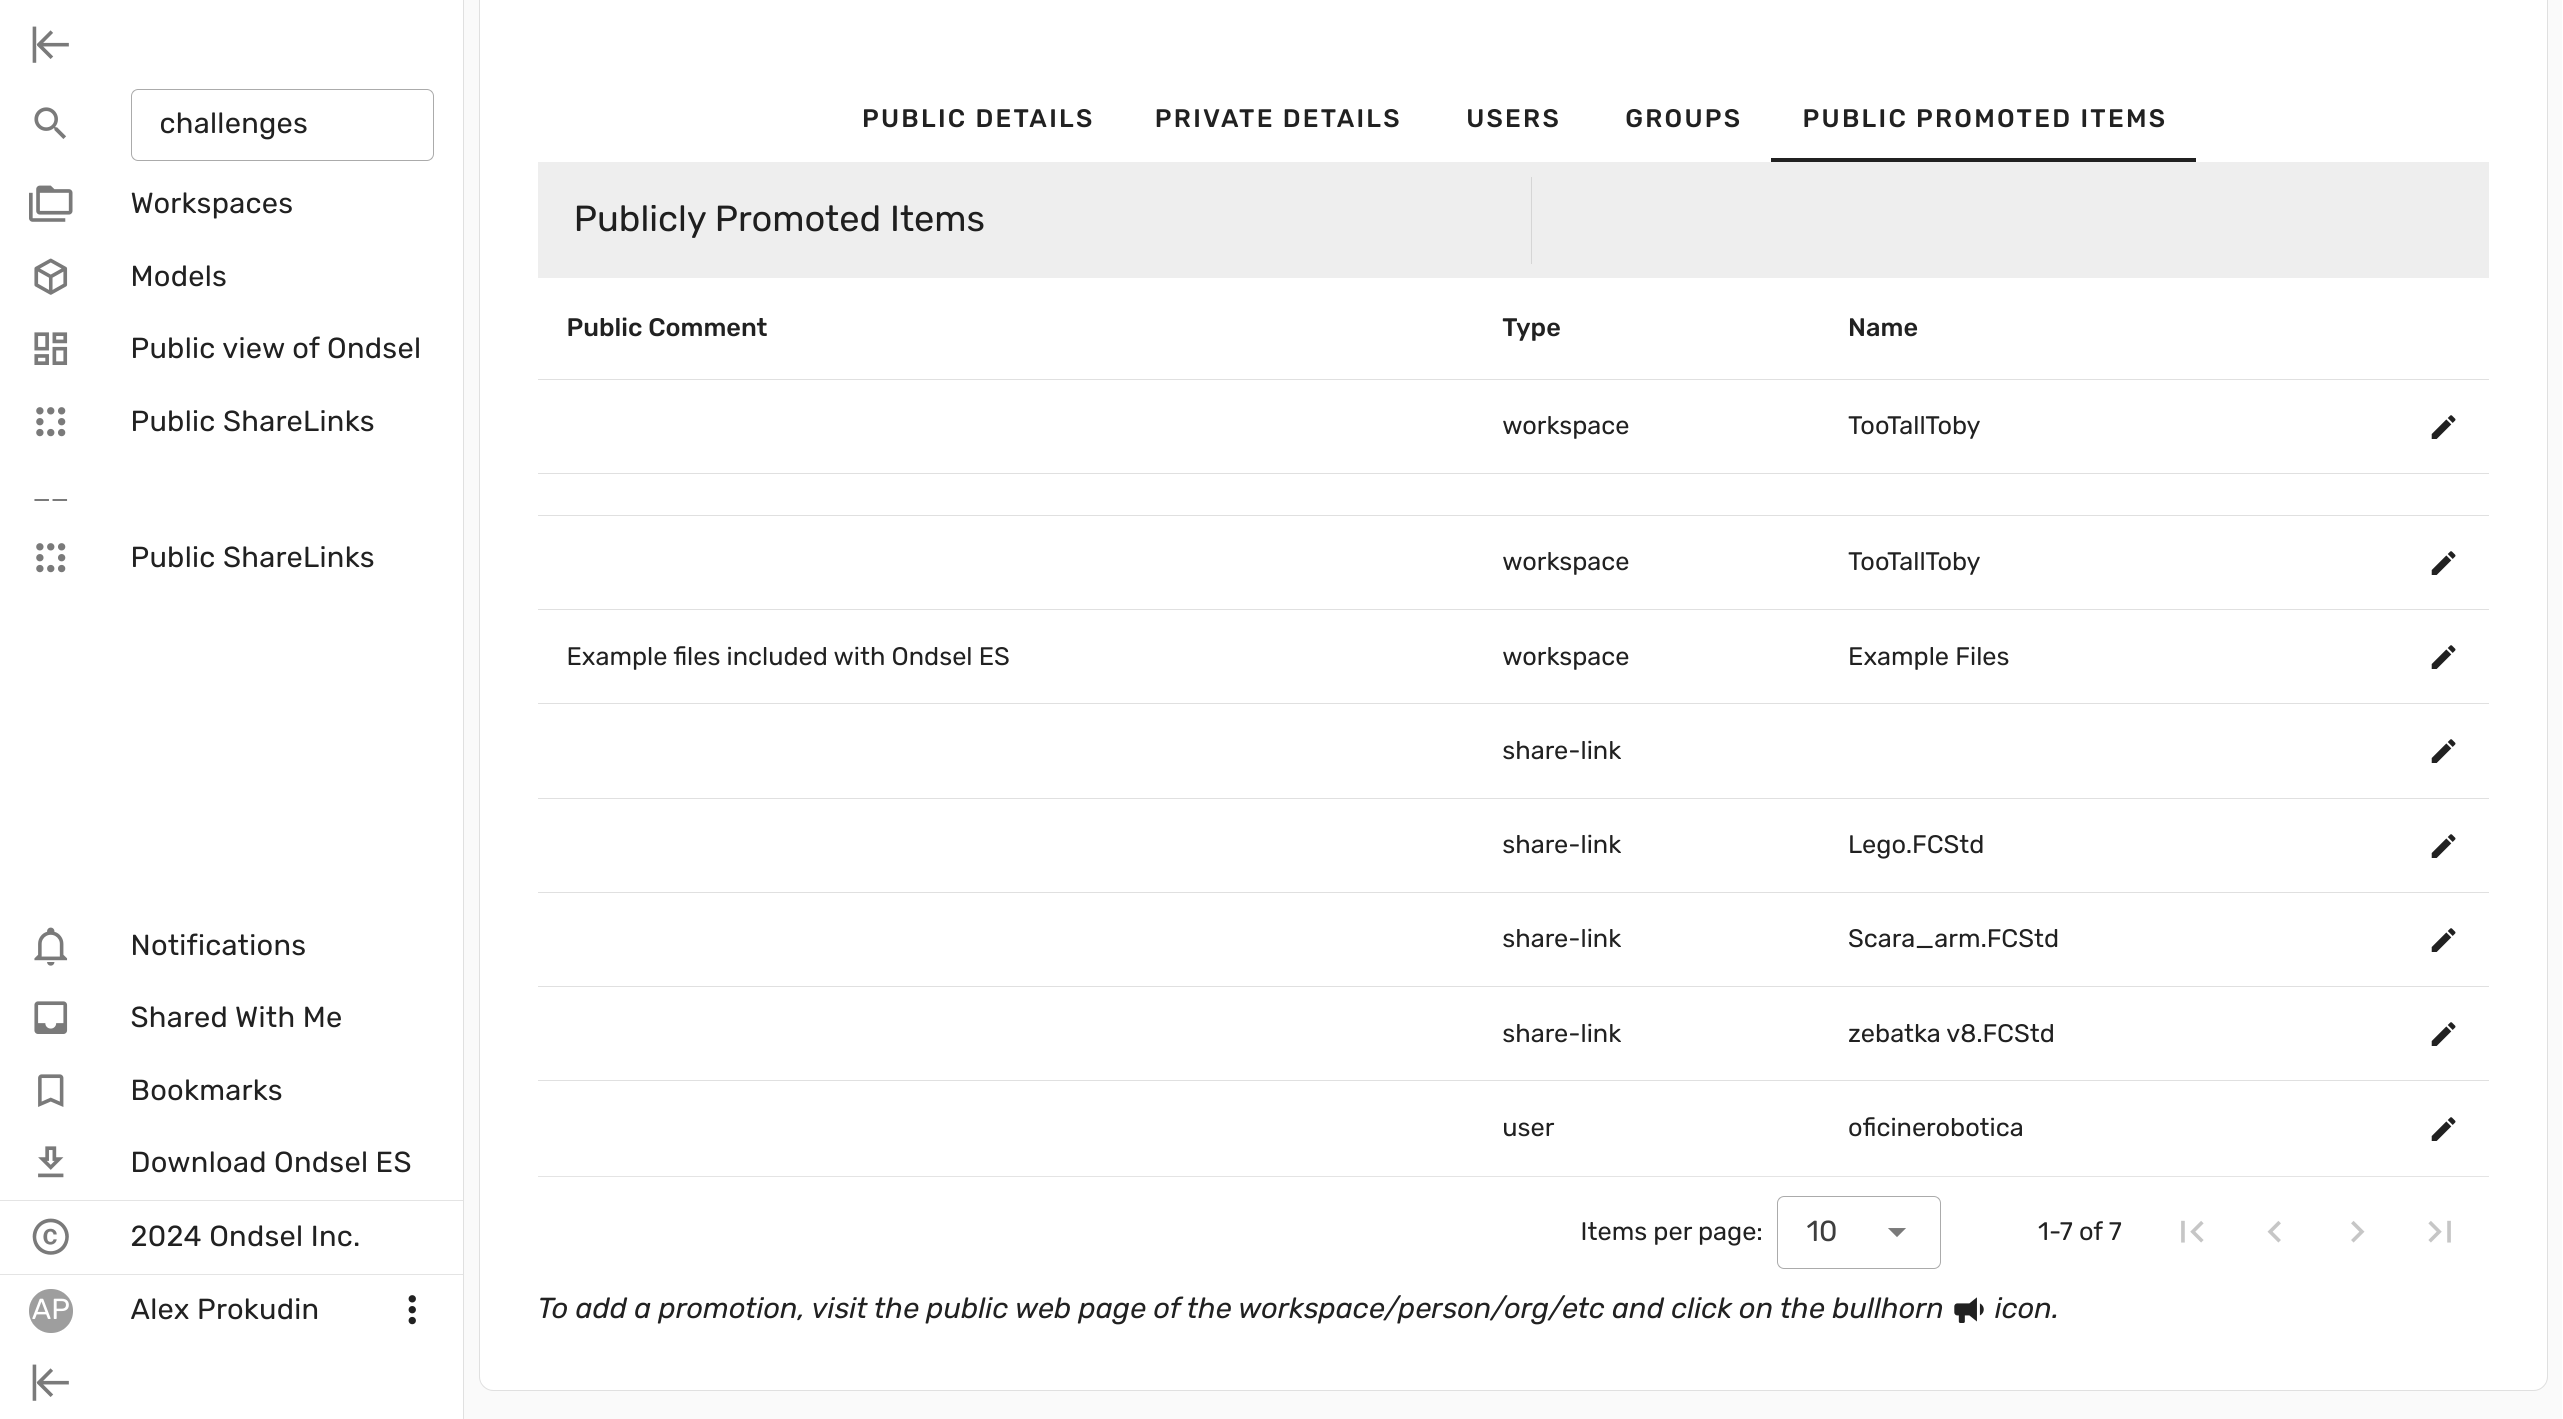 challenges
Workspaces
Models
Public view of Ondsel
Public ShareLinks
Public ShareLinks
Notifications
Shared With Me
Bookmarks
Download Ondsel ES
2024 Ondsel Inc.
AP Alex Prokudin
PUBLIC DETAILS PRIVATE DETAILS USERS GROUPS PUBLIC PROMOTED ITEMS
Publicly Promoted Items
Public Comment Type Name
workspace TooTallToby
workspace TooTallToby
Example files included with Ondsel ES workspace Example Files
share-link
share-link Lego.FCStd
share-link Scara_arm.FCStd
share-link zebatka v8.FCStd
user oficinerobotica
Items per page: 10 1-7 of 7
To add a promotion, visit the public web page of the workspace/person/org/etc and click on the bullhorn icon.